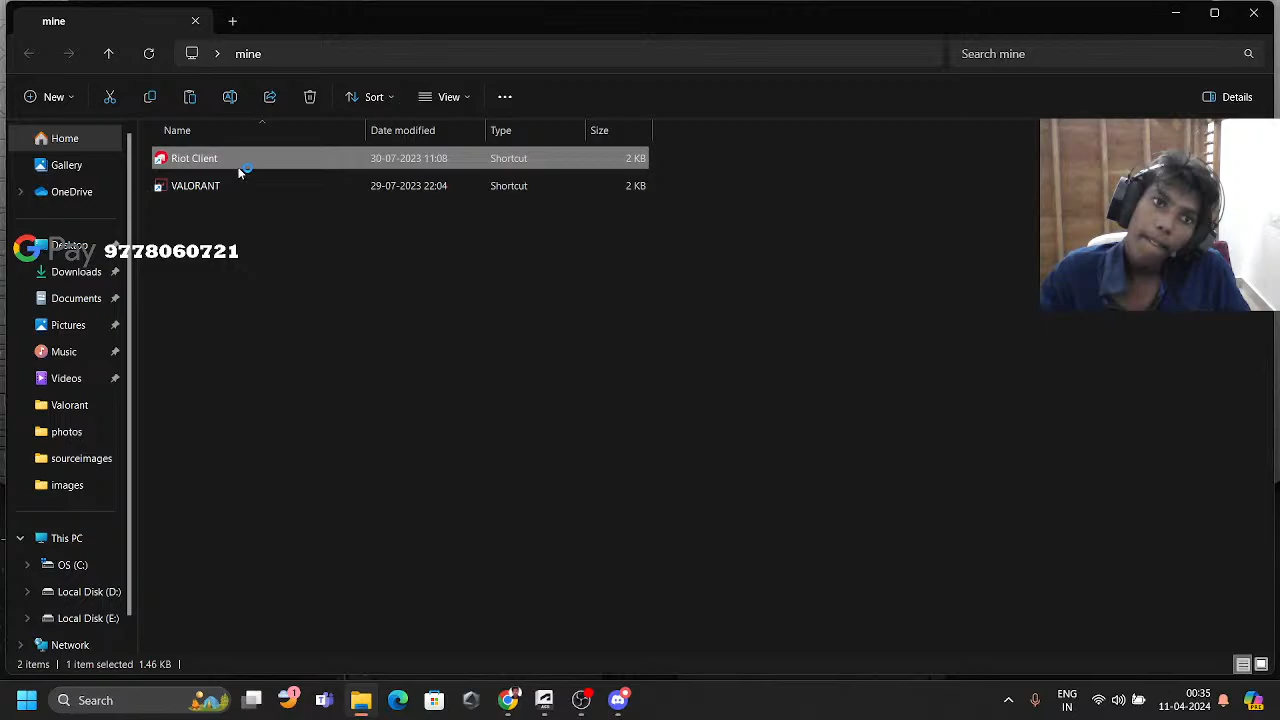 mine
mine
Search mine
New
Sort
View
Details
Name
Date modified
Type
Size
Riot Client
30-07-2023 11:08
Shortcut
2 KB
VALORANT
29-07-2023 22:04
Shortcut
2 KB
Home
Gallery
OneDrive
Desktop
G Pay 9778060721
Downloads
Documents
Pictures
Music
Videos
Valorant
photos
sourceimages
images
This PC
OS (C:)
Local Disk (D:)
Local Disk (E:)
Network
2 items
1 item selected 1.46 KB
Search
1
ENG
IN
00:35
11-04-2024
PRE